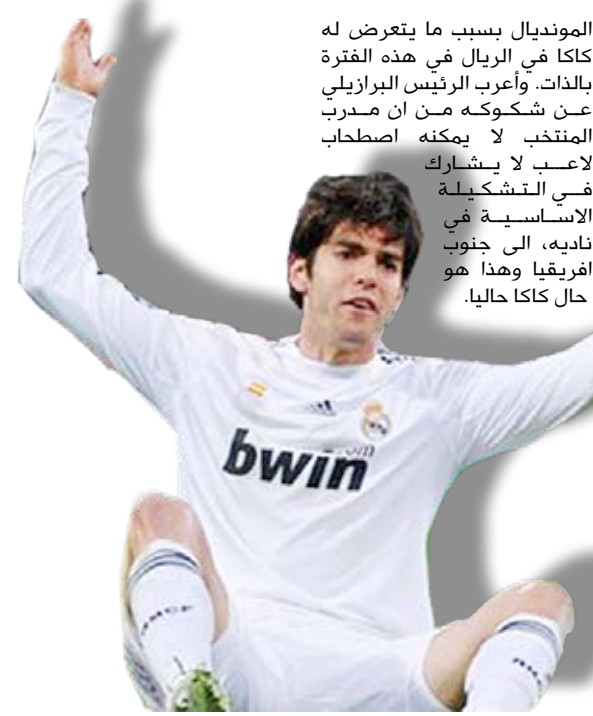 المونديال بسبب ما يتعرض له
كاكا في الريال في هذه الفترة
بالذات. وأعرب الرئيس البرازيلي
عن شكوكه من ان مدرب
المنتخب لا يمكنه اصطحاب
لاعب لا يشارك
في التشكيلة
الاساسية في
ناديه، الى جنوب
افريقيا وهذا هو
حال كاكا حاليا.
bwin
RMCF